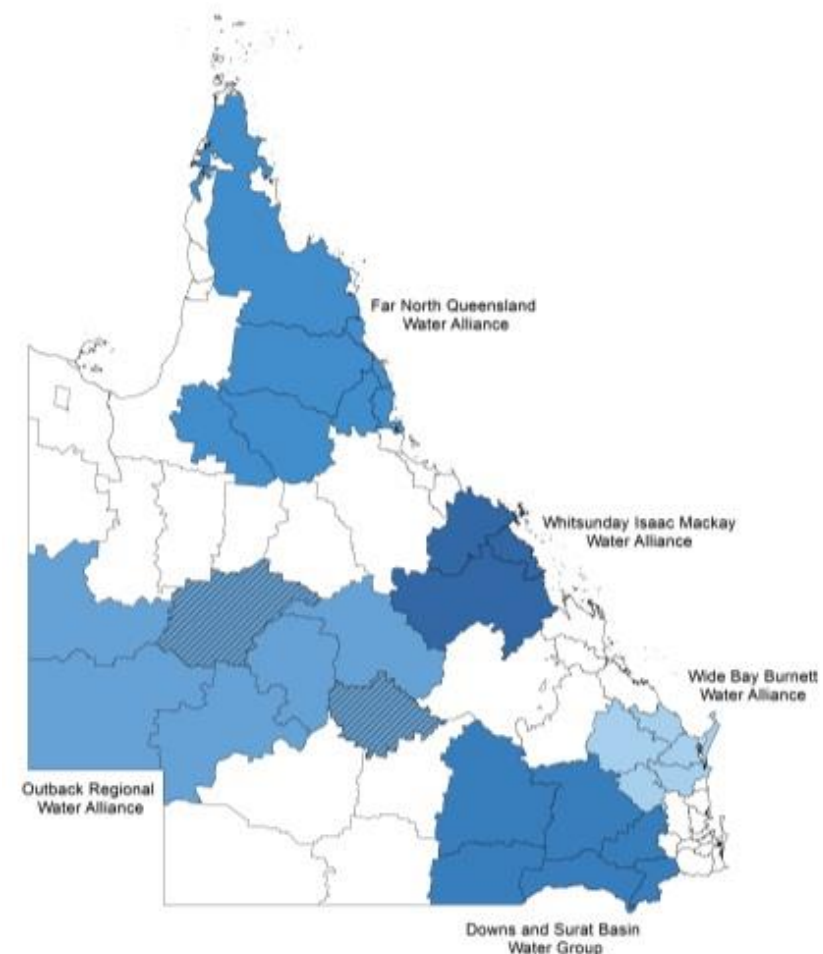 Far North Queensland
Water Alliance
Whitsunday Isaac Mackay
Water Alliance
Wide Bay Burnett
Water Alliance
Outback Regional
Water Alliance
Downs and Surat Basin
Water Group